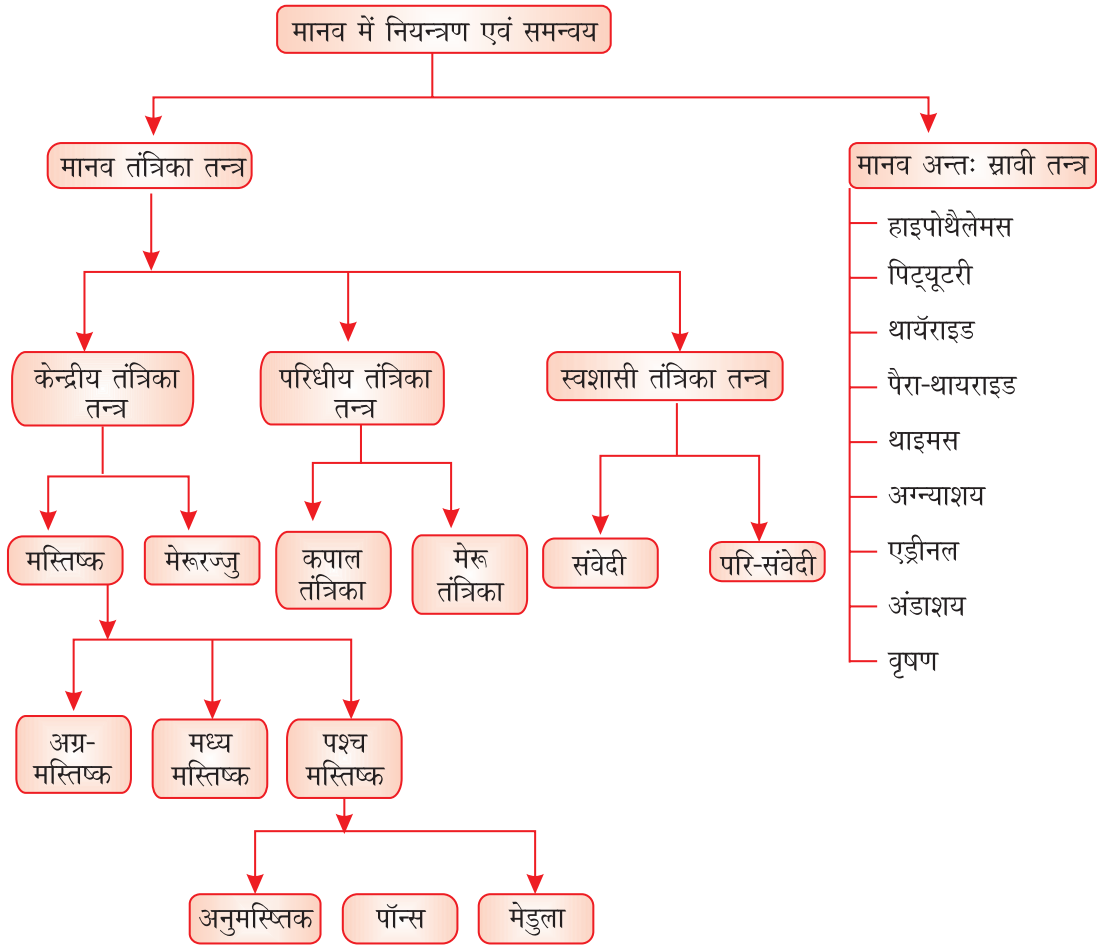 मानव में नियन्त्रण एवं समन्वय
मानव तंत्रिका तन्त्र
मानव अन्तः स्रावी तन्त्र
हाइपोथैलेमस
पिट्यूटरी
थायॅराइड
पैरा-थायराइड
थाइमस
अग्न्याशय
एड्रीनल
अंडाशय
वृषण
केन्द्रीय तंत्रिका
तन्त्र
परिधीय तंत्रिका
तन्त्र
स्वशासी तंत्रिका तन्त्र
मस्तिष्क
मेरूरज्जु
कपाल
तंत्रिका
मेरू
तंत्रिका
संवेदी
परि-संवेदी
अग्र-
मस्तिष्क
मध्य
मस्तिष्क
पश्च
मस्तिष्क
अनुमस्ष्तिक
पॉन्स
मेडुला